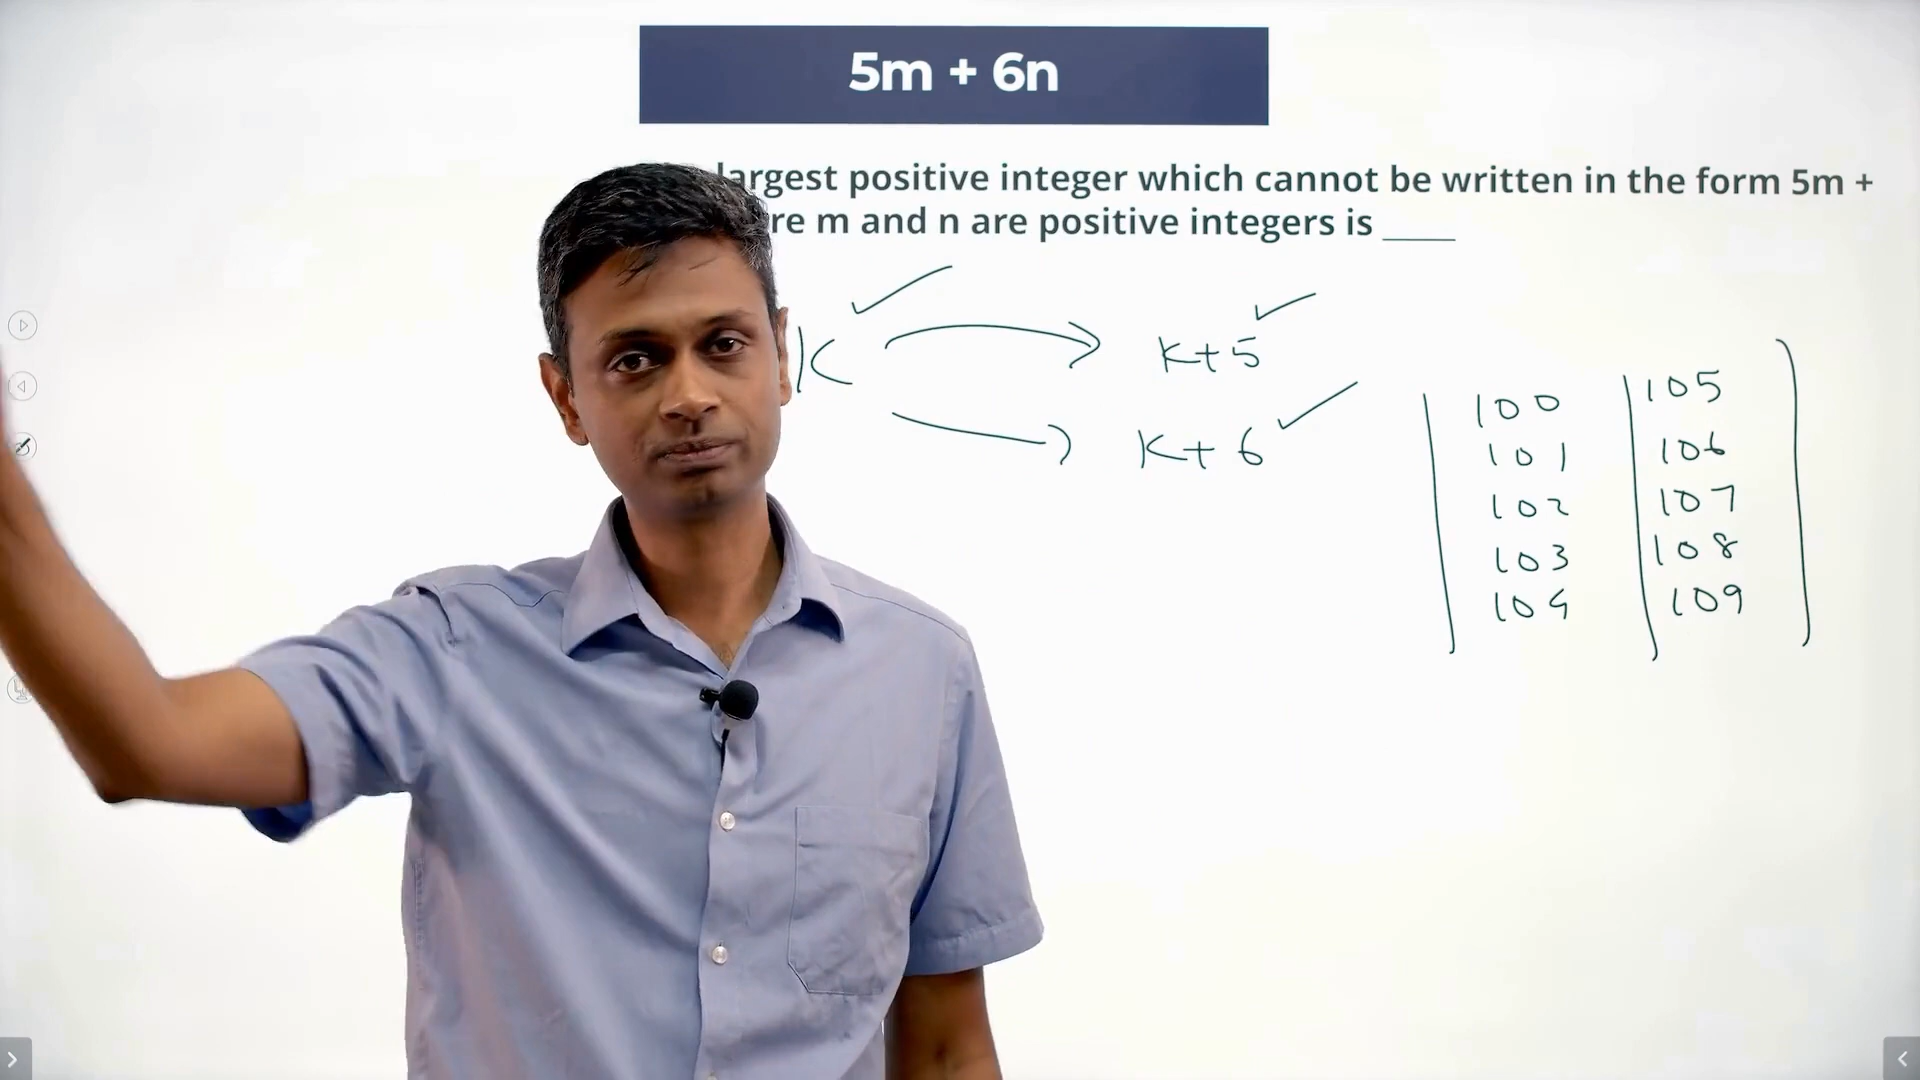 5m + 6n
largest positive integer which cannot be written in the form 5m +
re m and n are positive integers is ____
K
K+5
K+6
100
101
102
103
104
105
106
107
108
109